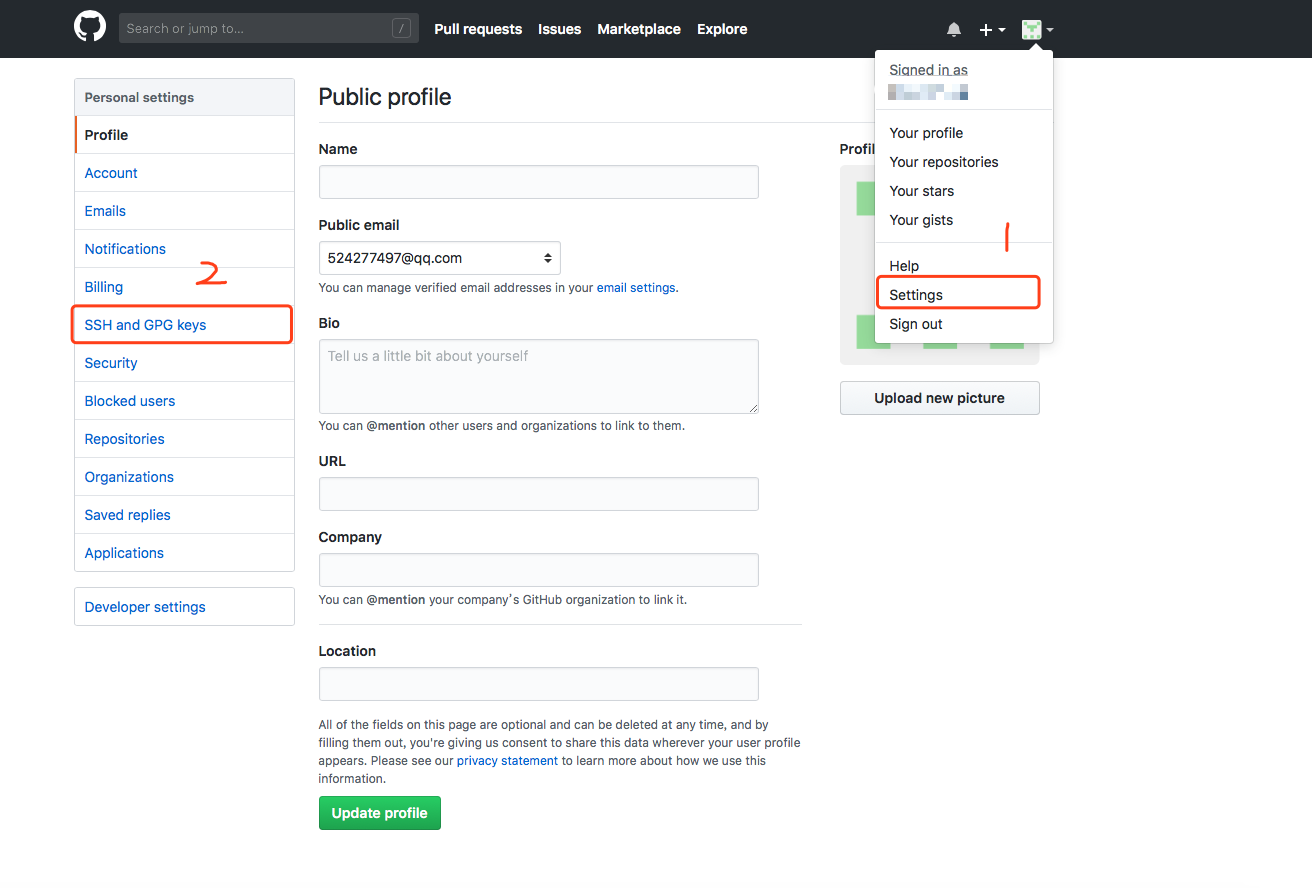 Search or jump to... /
Pull requests Issues Marketplace Explore
Signed in as
Your profile
Your repositories
Your stars
Your gists
1
Help
Settings
Sign out
Personal settings
Profile
Account
Emails
Notifications
2
Billing
SSH and GPG keys
Security
Blocked users
Repositories
Organizations
Saved replies
Applications
Developer settings
Public profile
Name
Public email
524277497@qq.com
You can manage verified email addresses in your email settings.
Bio
Tell us a little bit about yourself
You can @mention other users and organizations to link to them.
URL
Company
You can @mention your company's GitHub organization to link it.
Location
All of the fields on this page are optional and can be deleted at any time, and by
filling them out, you're giving us consent to share this data wherever your user profile
appears. Please see our privacy statement to learn more about how we use this
information.
Update profile
Profil
Upload new picture